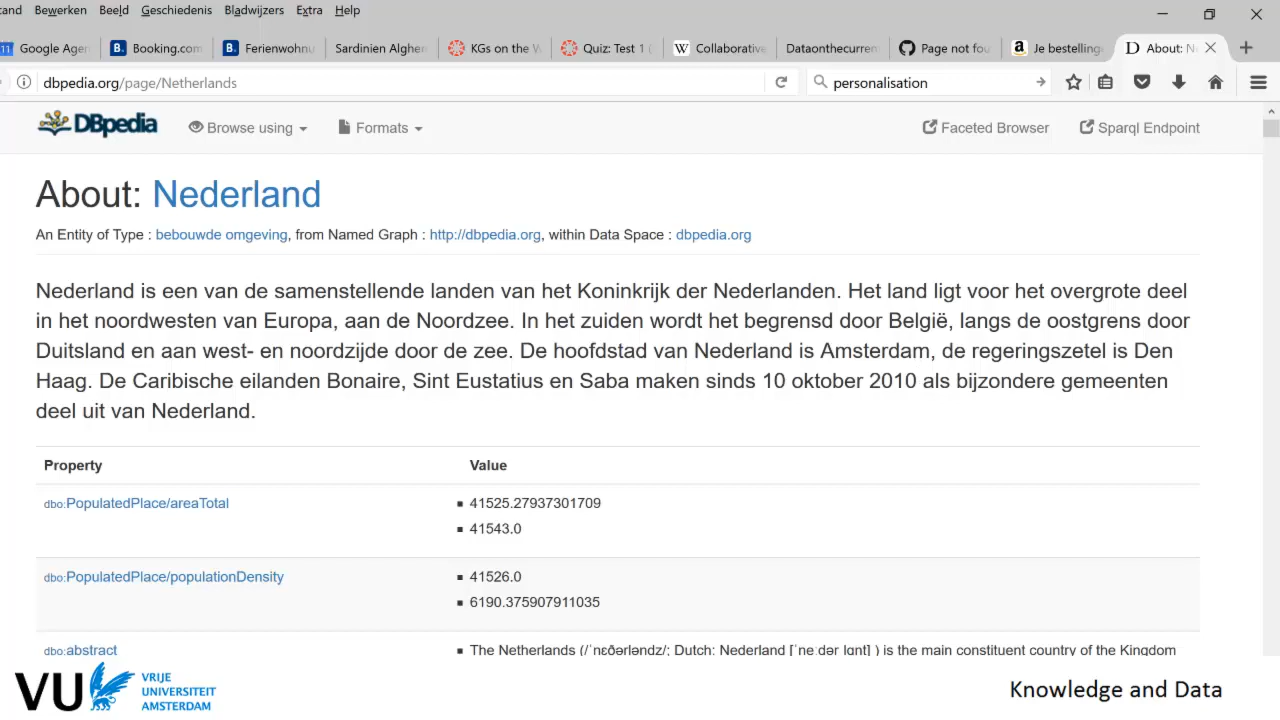 tand Bewerken Beeld Geschiedenis Bladwijzers Extra Help
11 Google Agen B. Booking.com B. Ferienwohnu Sardinien Alghe KGs on the W Quiz: Test 1 ( W Collaborative Dataonthecurren Page not fou a Je bestelling D About: Ne
dbpedia.org/page/Netherlands personalisation
DBpedia Browse using Formats Faceted Browser Sparql Endpoint
About: Nederland
An Entity of Type : bebouwde omgeving, from Named Graph : http://dbpedia.org, within Data Space : dbpedia.org
Nederland is een van de samenstellende landen van het Koninkrijk der Nederlanden. Het land ligt voor het overgrote deel
in het noordwesten van Europa, aan de Noordzee. In het zuiden wordt het begrensd door België, langs de oostgrens door
Duitsland en aan west- en noordzijde door de zee. De hoofdstad van Nederland is Amsterdam, de regeringszetel is Den
Haag. De Caribische eilanden Bonaire, Sint Eustatius en Saba maken sinds 10 oktober 2010 als bijzondere gemeenten
deel uit van Nederland.
Property Value
dbo:PopulatedPlace/areaTotal ▪ 41525.27937301709
▪ 41543.0
dbo:PopulatedPlace/populationDensity ▪ 41526.0
▪ 6190.375907911035
dbo:abstract ▪ The Netherlands (/ˈnɛðərləndz/; Dutch: Nederland [ˈneːdərˌlɑnt] ) is the main constituent country of the Kingdom
VU VRIJE
UNIVERSITEIT
AMSTERDAM
Knowledge and Data